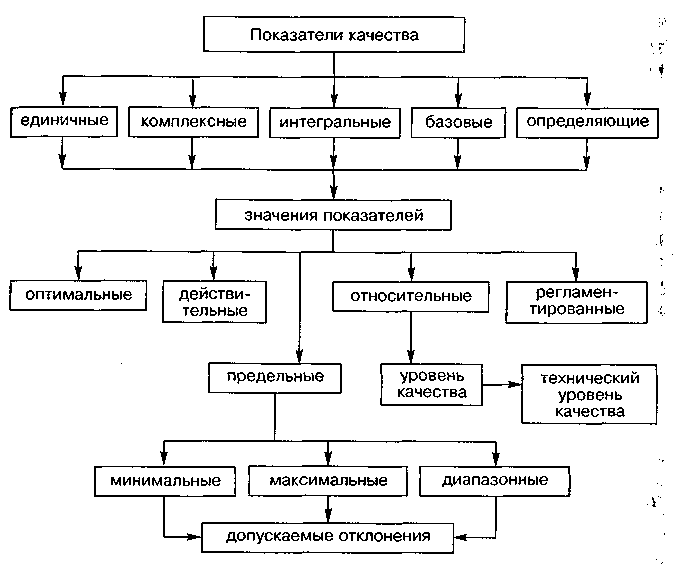 Показатели качества
единичные
комплексные
интегральные
базовые
определяющие
значения показателей
оптимальные
действи-
тельные
относительные
регламен-
тированные
предельные
уровень
качества
технический
уровень
качества
минимальные
максимальные
диапазонные
допускаемые отклонения